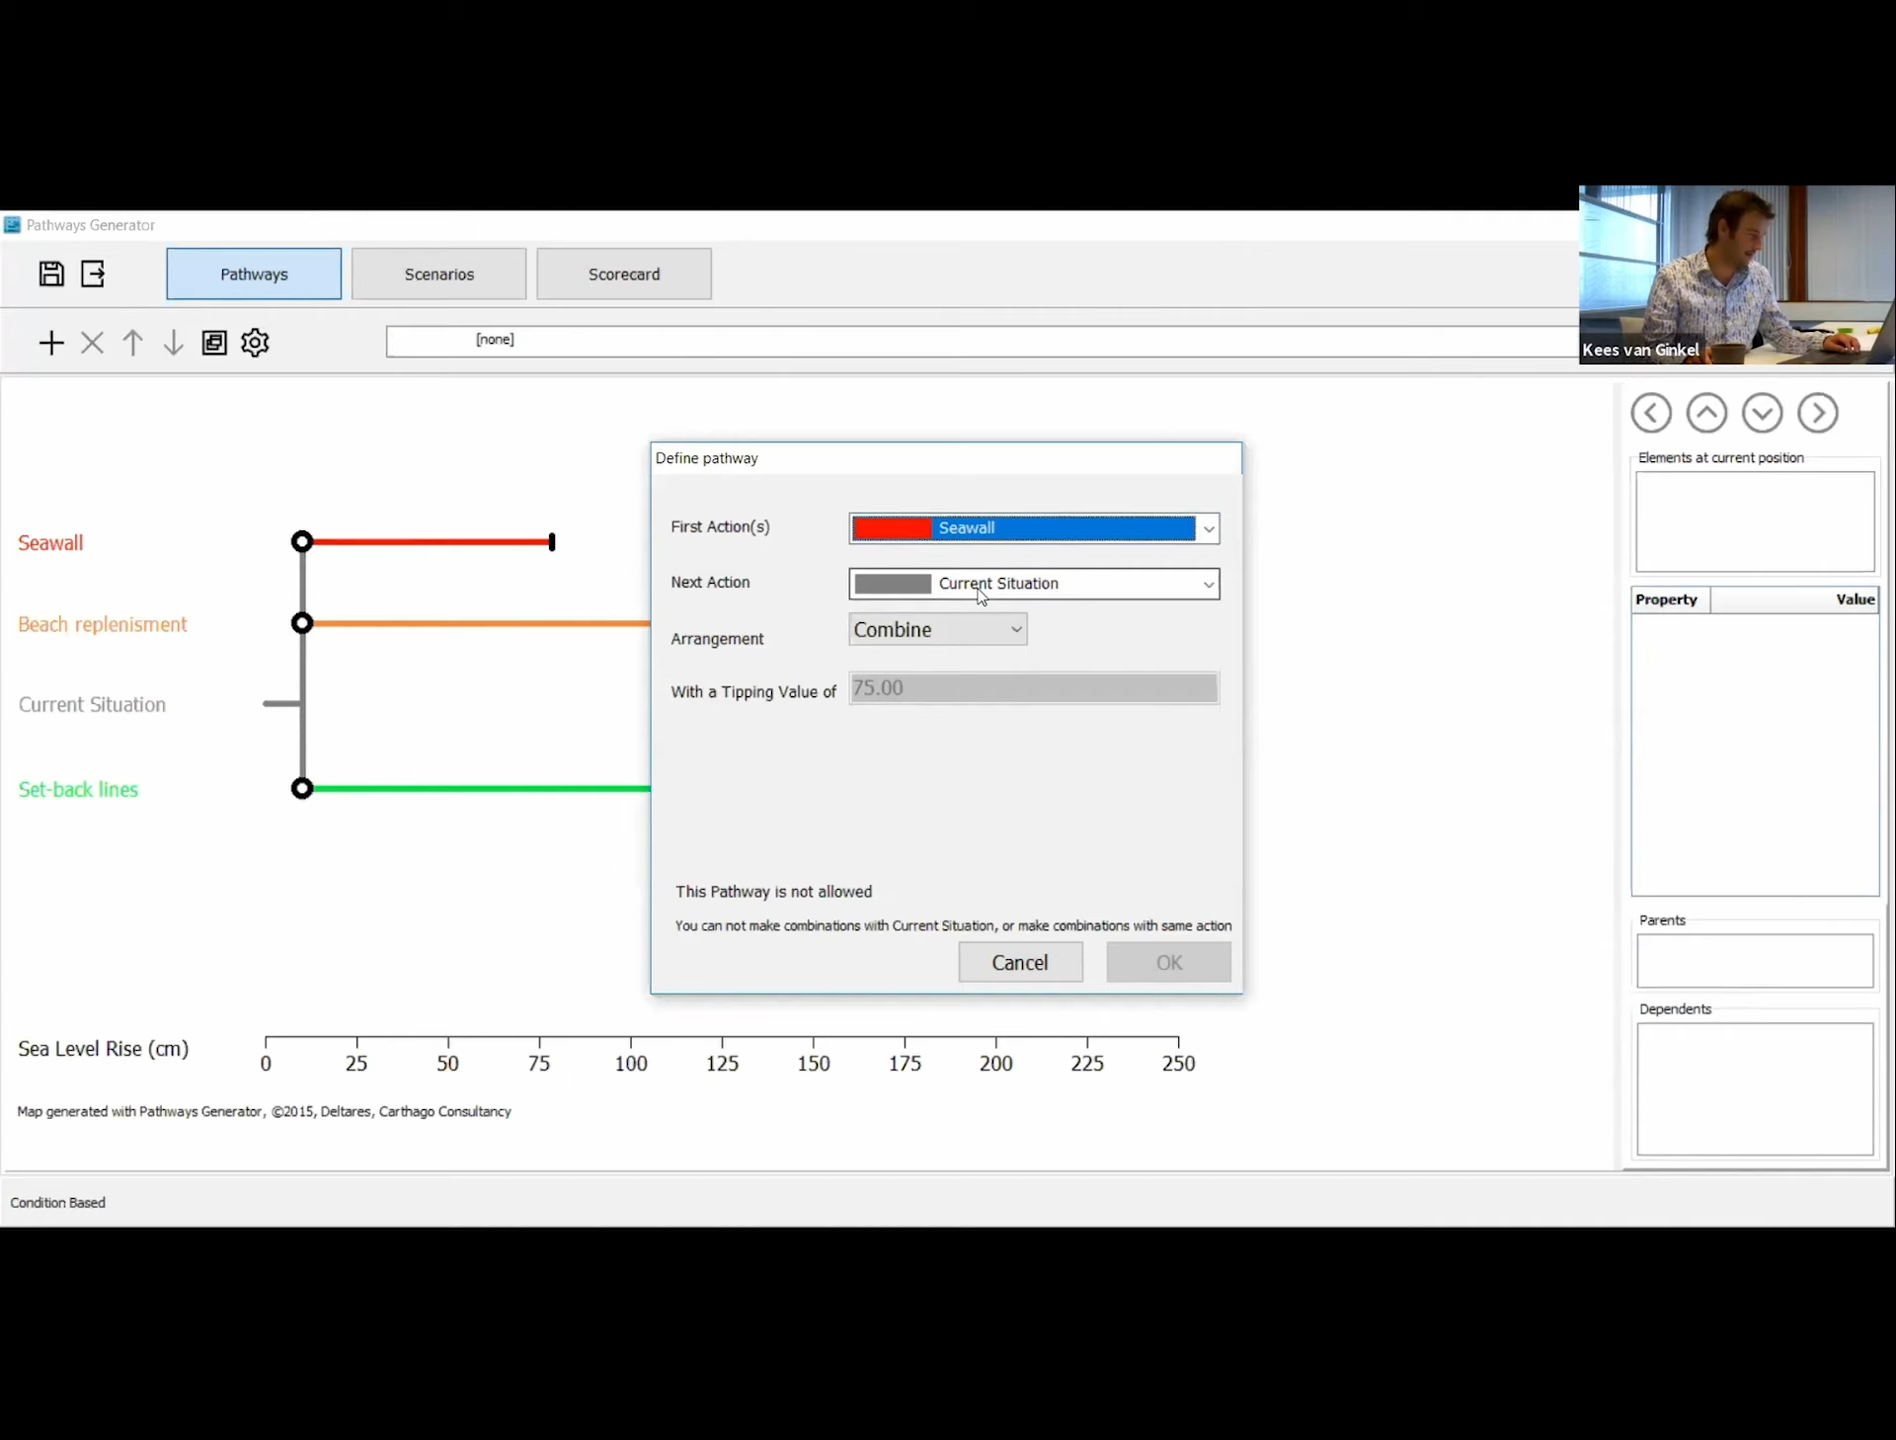 Pathways Generator
Pathways
Scenarios
Scorecard
[none]
Kees van Ginkel
Elements at current position
Define pathway
First Action(s)
Seawall
Next Action
Current Situation
Arrangement
Combine
With a Tipping Value of
75.00
This Pathway is not allowed
You can not make combinations with Current Situation, or make combinations with same action
Cancel
OK
Seawall
Beach replenisment
Current Situation
Set-back lines
Property
Value
Parents
Dependents
Sea Level Rise (cm)
0 25 50 75 100 125 150 175 200 225 250
Map generated with Pathways Generator, ©2015, Deltares, Carthago Consultancy
Condition Based